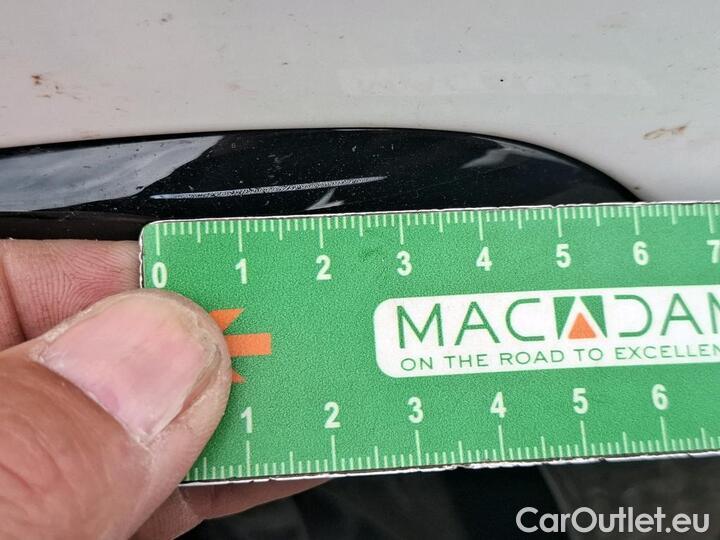 0 1 2 3 4 5 6 7
MACADAM
ON THE ROAD TO EXCELLEN
1 2 3 4 5 6
CarOutlet.eu